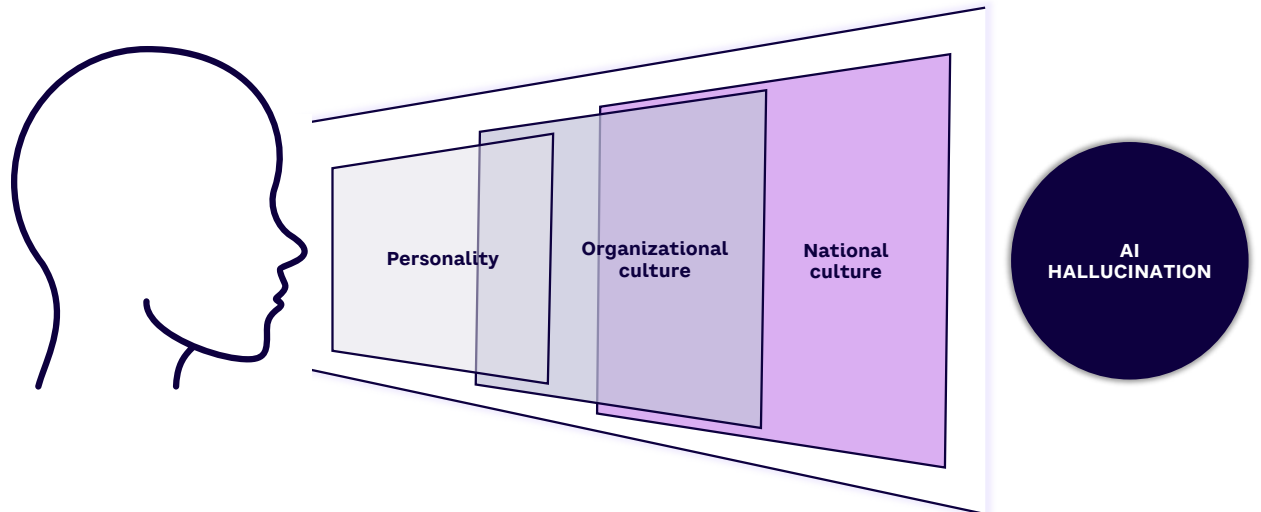 Personality
Organizational
culture
National
culture
AI
HALLUCINATION